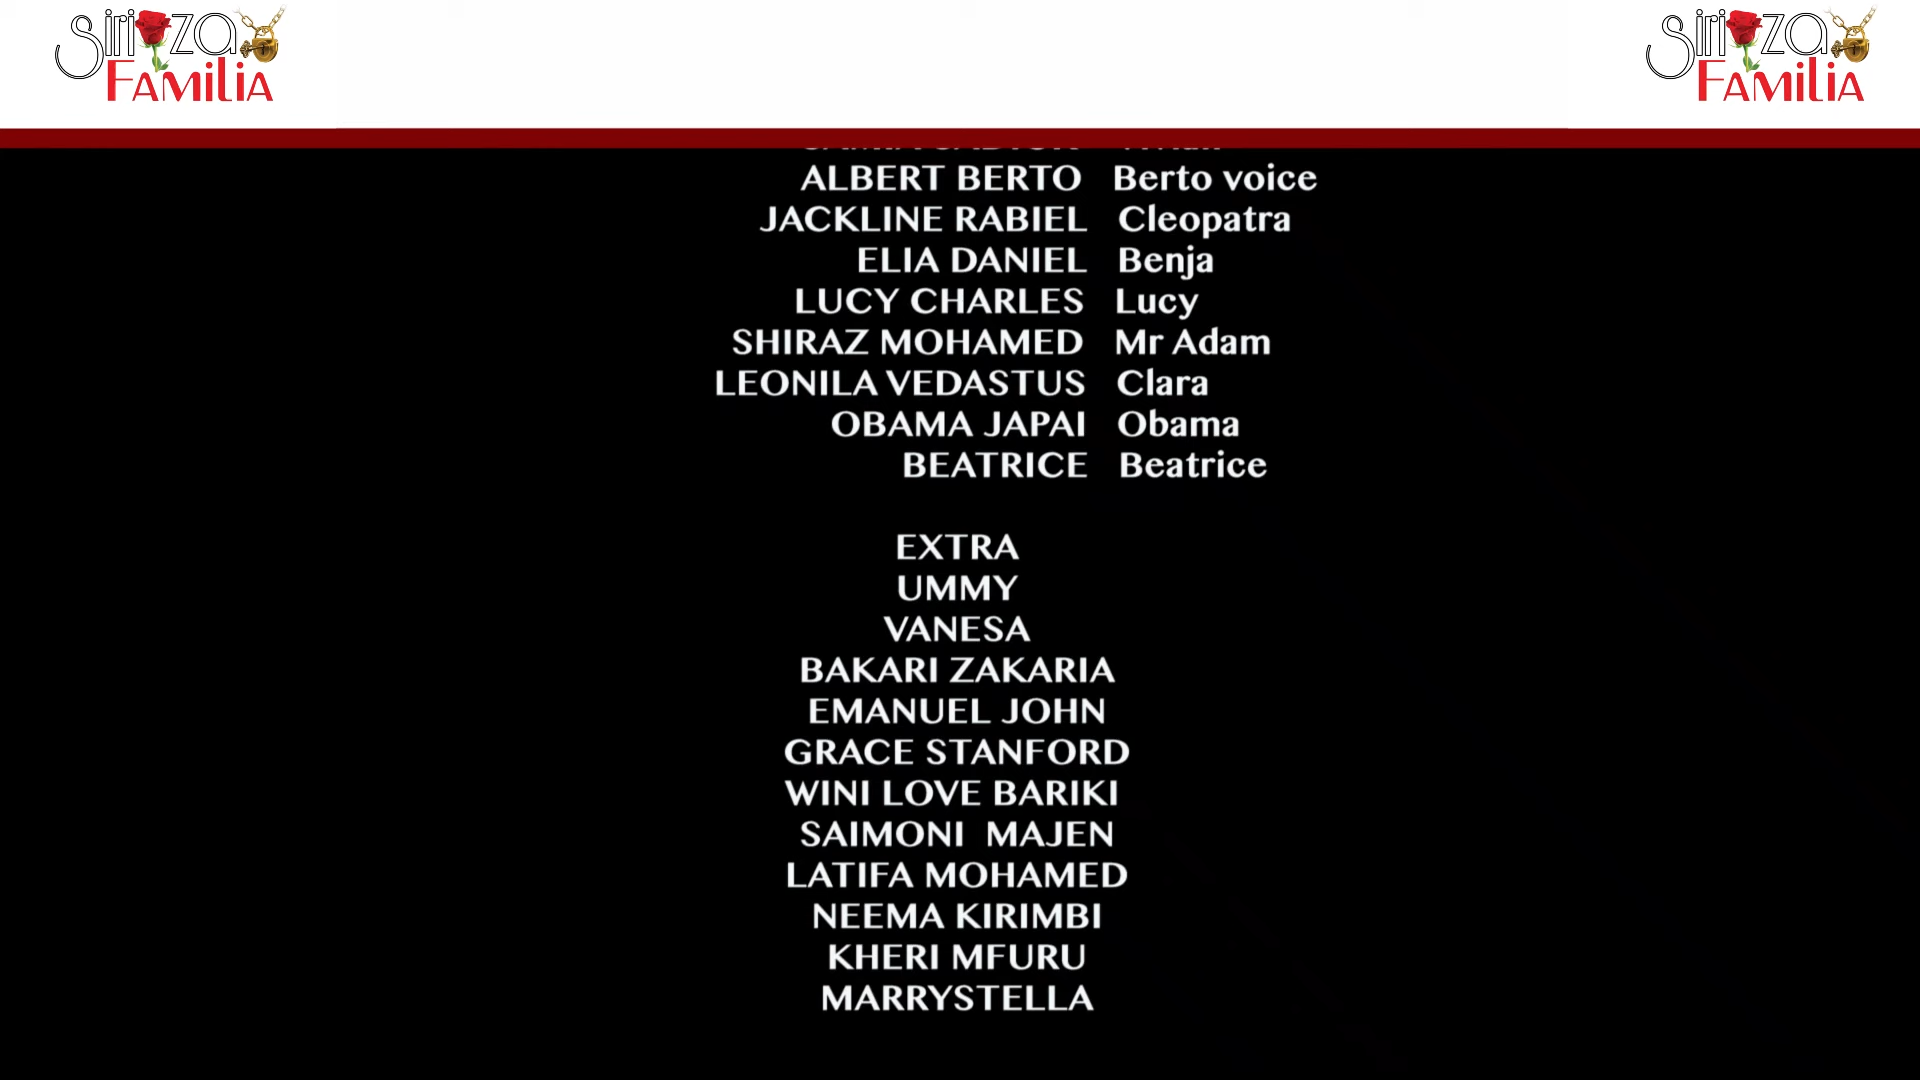 Siri za
Familia
Siri za
Familia
ALBERT BERTO Berto voice
JACKLINE RABIEL Cleopatra
ELIA DANIEL Benja
LUCY CHARLES Lucy
SHIRAZ MOHAMED Mr Adam
LEONILA VEDASTUS Clara
OBAMA JAPAI Obama
BEATRICE Beatrice
EXTRA
UMMY
VANESA
BAKARI ZAKARIA
EMANUEL JOHN
GRACE STANFORD
WINI LOVE BARIKI
SAIMONI MAJEN
LATIFA MOHAMED
NEEMA KIRIMBI
KHERI MFURU
MARRYSTELLA